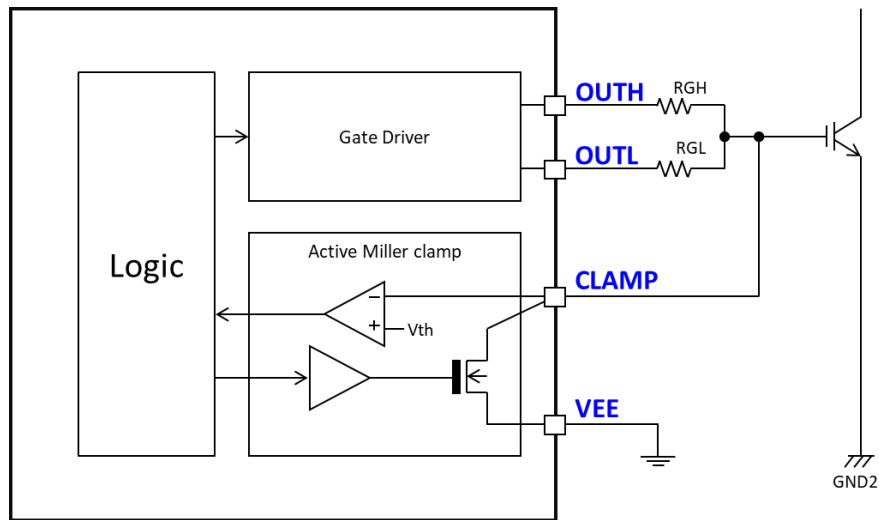 OUTH
RGH
Gate Driver
OUTL
RGL
Logic
Active Miller clamp
CLAMP
−
+
Vth
VEE
GND2